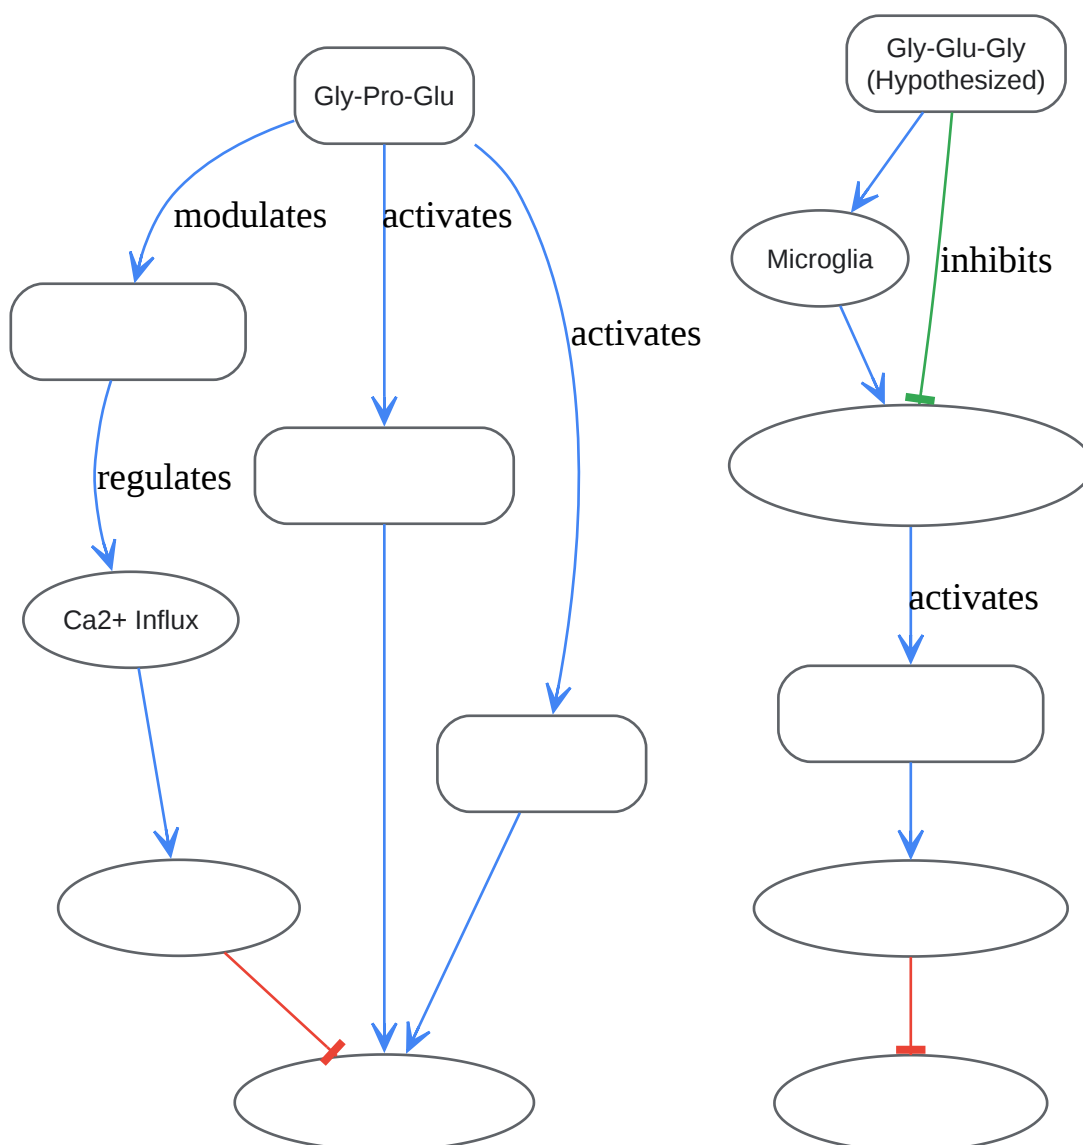 Gly-Glu-Gly
(Hypothesized)
Gly-Pro-Glu
modulates
activates
Microglia
inhibits
activates
regulates
activates
Ca2+ Influx